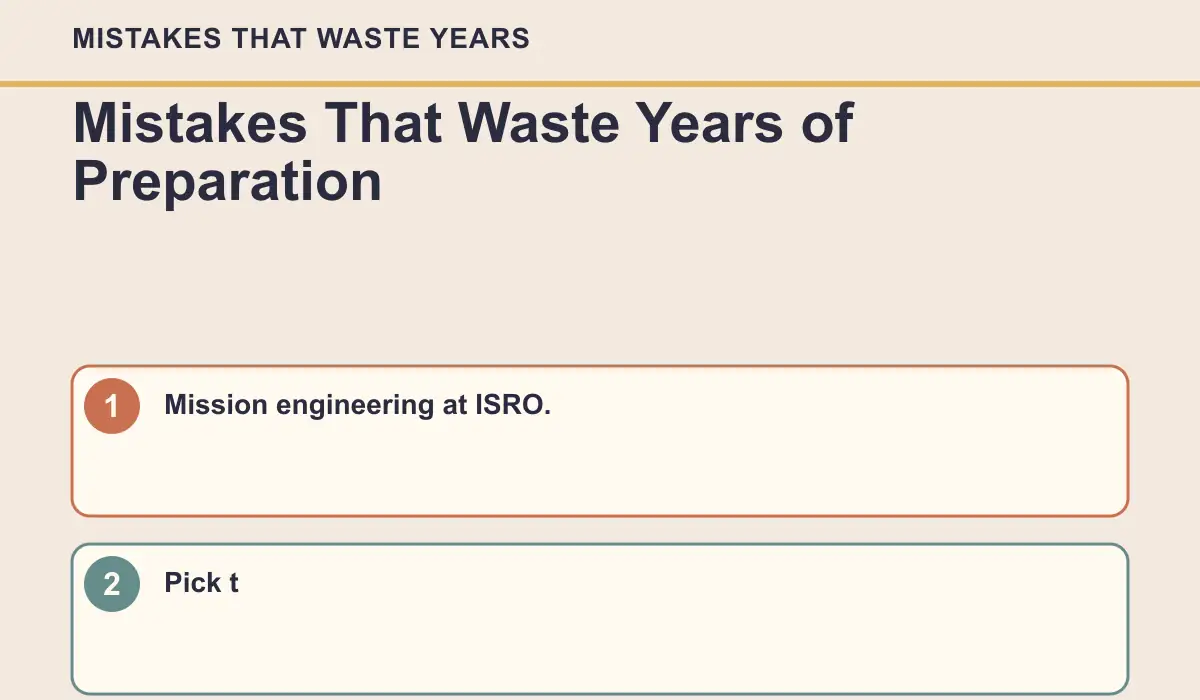 MISTAKES THAT WASTE YEARS
Mistakes That Waste Years of
Preparation
1
Mission engineering at ISRO.
2
Pick t